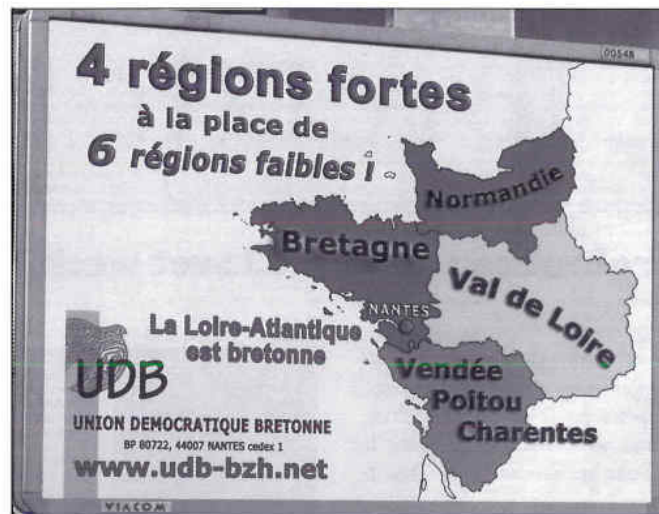 00548
4 régions fortes
à la place de
6 régions faibles !
Normandie
Bretagne
Val de Loire
NANTES
La Loire-Atlantique
est bretonne
Vendée
Poitou
Charentes
UDB
UNION DEMOCRATIQUE BRETONNE
BP 80722, 44007 NANTES cedex 1
www.udb-bzh.net
VIACOM